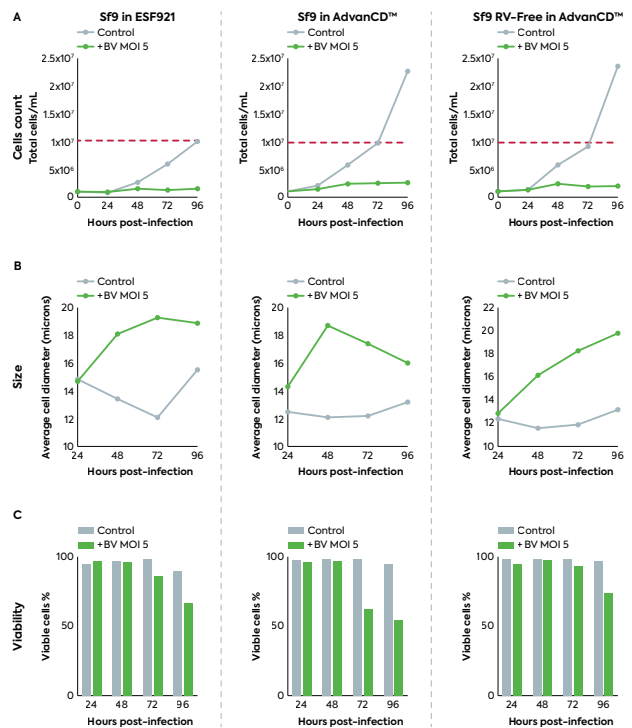 A
Sf9 in ESF921
Sf9 in AdvanCD™
Sf9 RV-Free in AdvanCD™
Cells count
Control
+BV MOI 5
Total cells/mL
2.5x10⁷
2.0x10⁷
1.5x10⁷
1x10⁷
5x10⁶
0
0 24 48 72 96
Hours post-infection
Control
+BV MOI 5
Total cells/mL
2.5x10⁷
2.0x10⁷
1.5x10⁷
1x10⁷
5x10⁶
0
0 24 48 72 96
Hours post-infection
Control
+BV MOI 5
Total cells/mL
2.5x10⁷
2.0x10⁷
1.5x10⁷
1x10⁷
5x10⁶
0
0 24 48 72 96
Hours post-infection
B
Size
Control
+BV MOI 5
Average cell diameter (microns)
20
18
16
14
12
10
24 48 72 96
Hours post-infection
Control
+BV MOI 5
Average cell diameter (microns)
20
18
16
14
12
10
24 48 72 96
Hours post-infection
Control
+BV MOI 5
Average cell diameter (microns)
22
20
18
16
14
12
10
24 48 72 96
Hours post-infection
C
Viability
Control
+BV MOI 5
Viable cells %
100
50
0
24 48 72 96
Hours post-infection
Control
+BV MOI 5
Viable cells %
100
50
0
24 48 72 96
Hours post-infection
Control
+BV MOI 5
Viable cells %
100
50
0
24 48 72 96
Hours post-infection